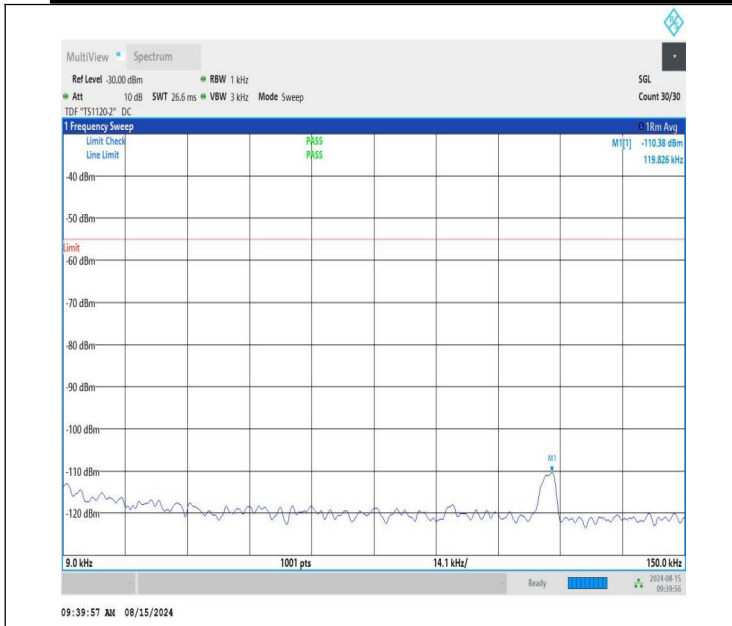 MultiView Spectrum
Ref Level -30.00 dBm RBW 1 kHz SGL
Att 10 dB SWT 26.6 ms VBW 3 kHz Mode Sweep Count 30/30
TDF "TS1120-2" DC
1 Frequency Sweep 1Rm Avg
Limit Check PASS M1[1] -110.38 dBm
Line Limit PASS 119.826 kHz
-40 dBm
-50 dBm
Limit
-60 dBm
-70 dBm
-80 dBm
-90 dBm
-100 dBm
M1
-110 dBm
-120 dBm
9.0 kHz 1001 pts 14.1 kHz/ 150.0 kHz
Ready 2024-08-15
09:39:56
09:39:57 AM 08/15/2024